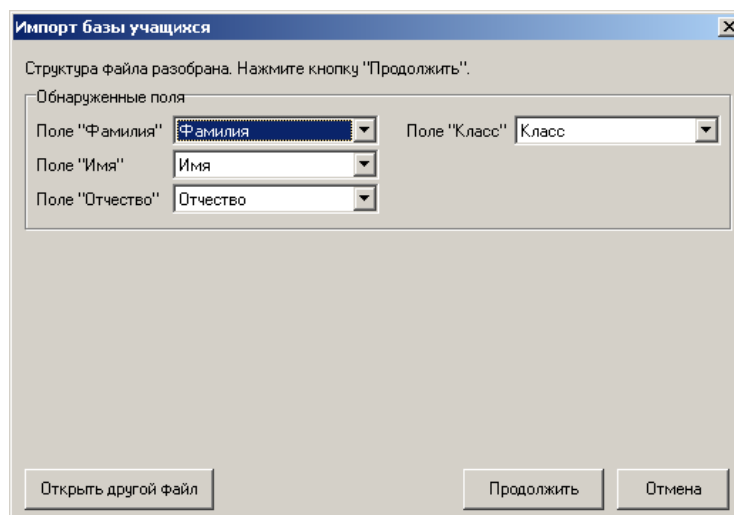 Импорт базы учащихся
Структура файла разобрана. Нажмите кнопку "Продолжить".
Обнаруженные поля
Поле "Фамилия" Фамилия Поле "Класс" Класс
Поле "Имя" Имя
Поле "Отчество" Отчество
Открыть другой файл Продолжить Отмена